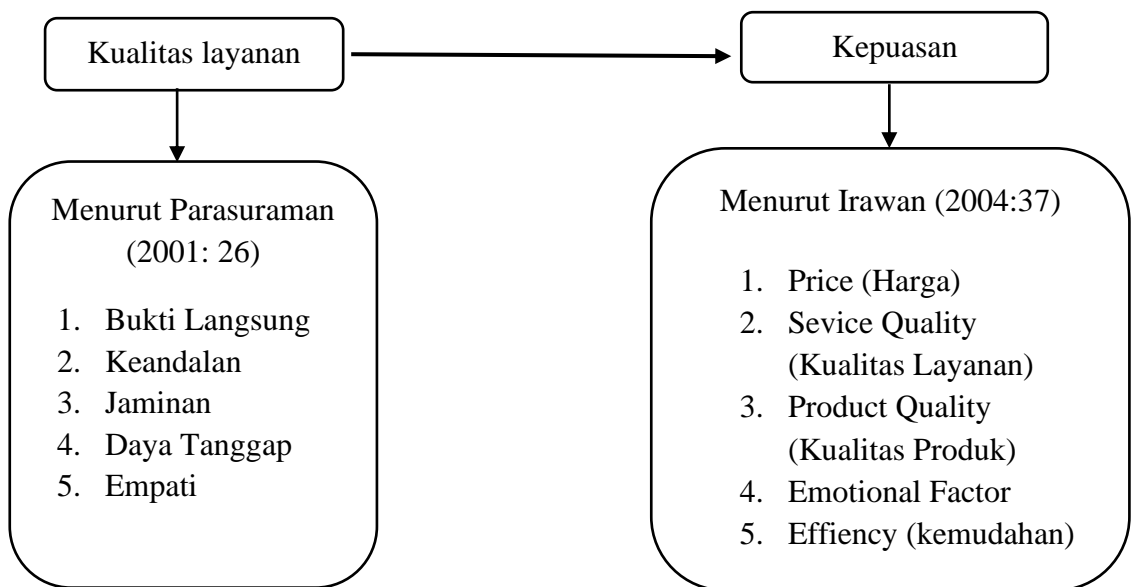 Kualitas layanan
Kepuasan
Menurut Parasuraman
(2001: 26)
1. Bukti Langsung
2. Keandalan
3. Jaminan
4. Daya Tanggap
5. Empati
Menurut Irawan (2004:37)
1. Price (Harga)
2. Sevice Quality
(Kualitas Layanan)
3. Product Quality
(Kualitas Produk)
4. Emotional Factor
5. Effiency (kemudahan)